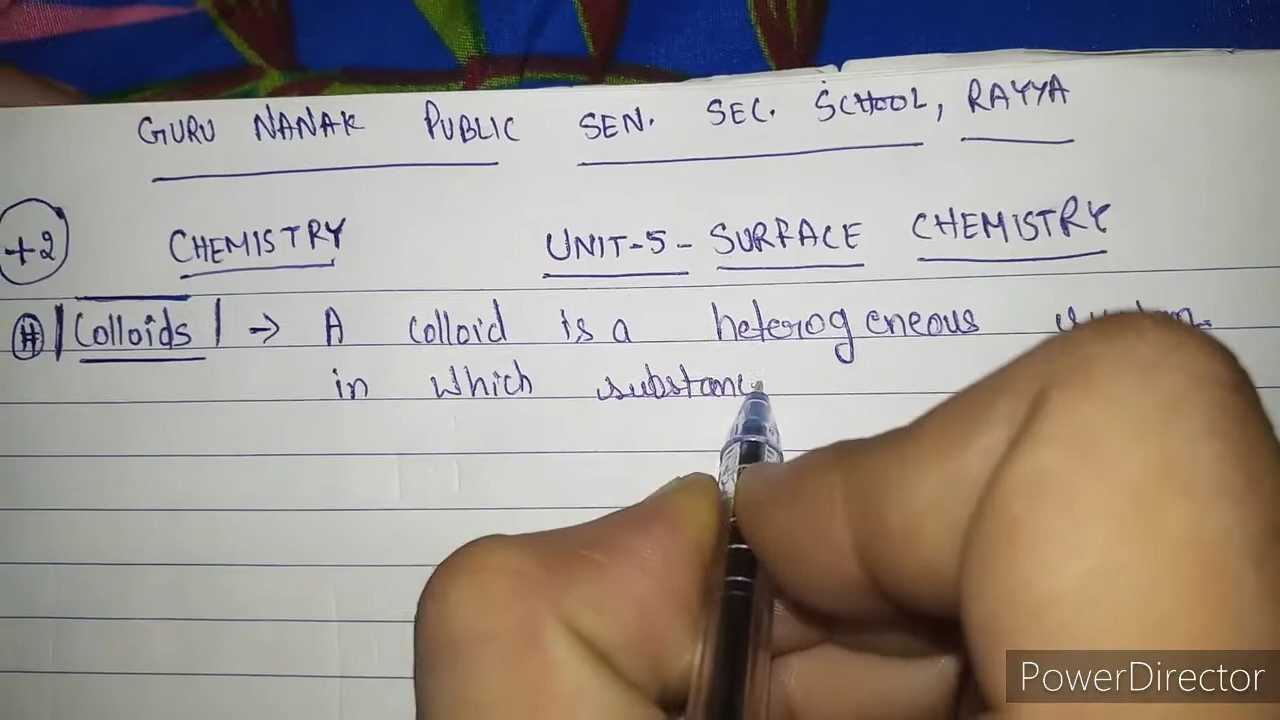 GURU NANAK PUBLIC SEN. SEC. SCHOOL, RAYYA
+2 CHEMISTRY UNIT-5- SURFACE CHEMISTRY
# Colloids → A colloid is a heterogeneous
in which substanc
PowerDirector